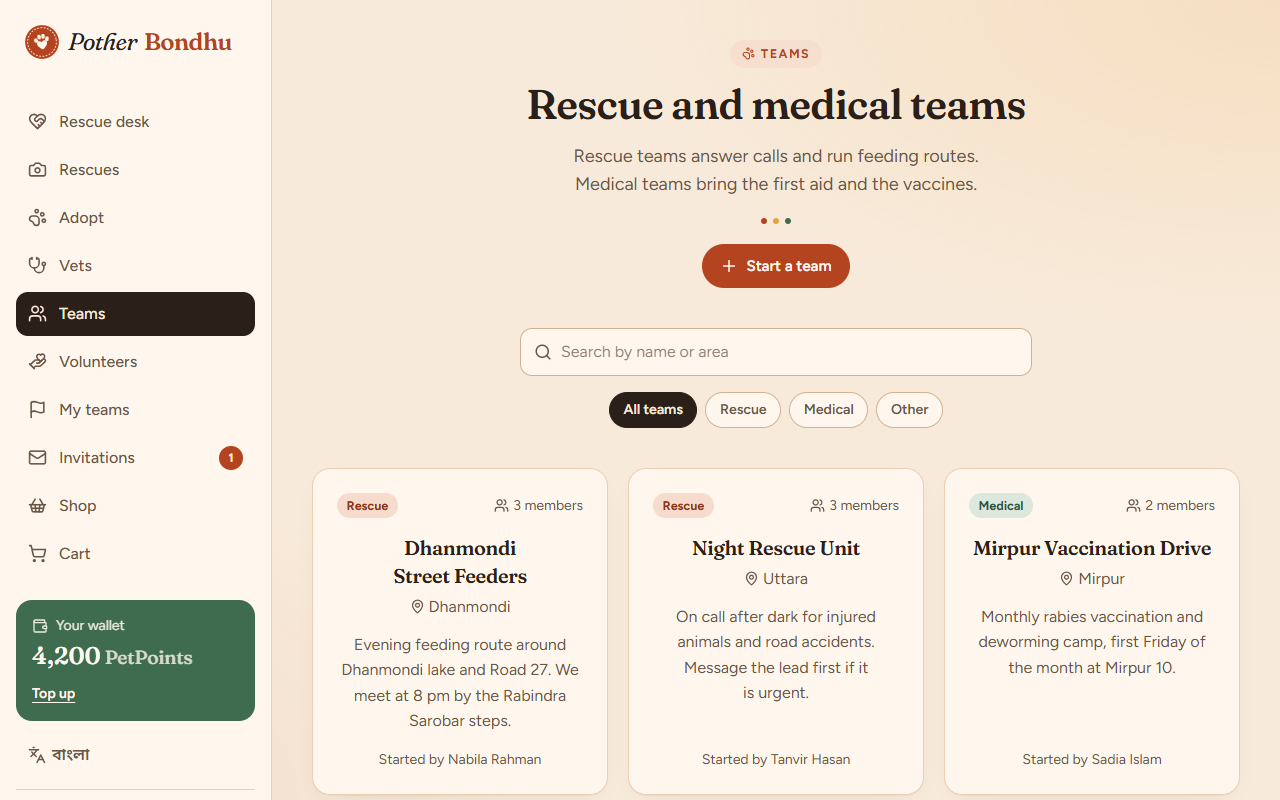 Pother Bondhu
Rescue desk
Rescues
Adopt
Vets
Teams
Volunteers
My teams
Invitations 1
Shop
Cart
Your wallet
4,200 PetPoints
Top up
বাংলা
TEAMS
Rescue and medical teams
Rescue teams answer calls and run feeding routes.
Medical teams bring the first aid and the vaccines.
Start a team
Search by name or area
All teams Rescue Medical Other
Rescue 3 members
Dhanmondi
Street Feeders
Dhanmondi
Evening feeding route around
Dhanmondi lake and Road 27. We
meet at 8 pm by the Rabindra
Sarobar steps.
Started by Nabila Rahman
Rescue 3 members
Night Rescue Unit
Uttara
On call after dark for injured
animals and road accidents.
Message the lead first if it
is urgent.
Started by Tanvir Hasan
Medical 2 members
Mirpur Vaccination Drive
Mirpur
Monthly rabies vaccination and
deworming camp, first Friday of
the month at Mirpur 10.
Started by Sadia Islam